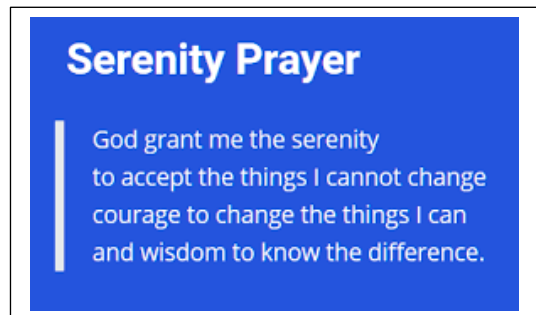 Serenity Prayer
God grant me the serenity
to accept the things I cannot change
courage to change the things I can
and wisdom to know the difference.